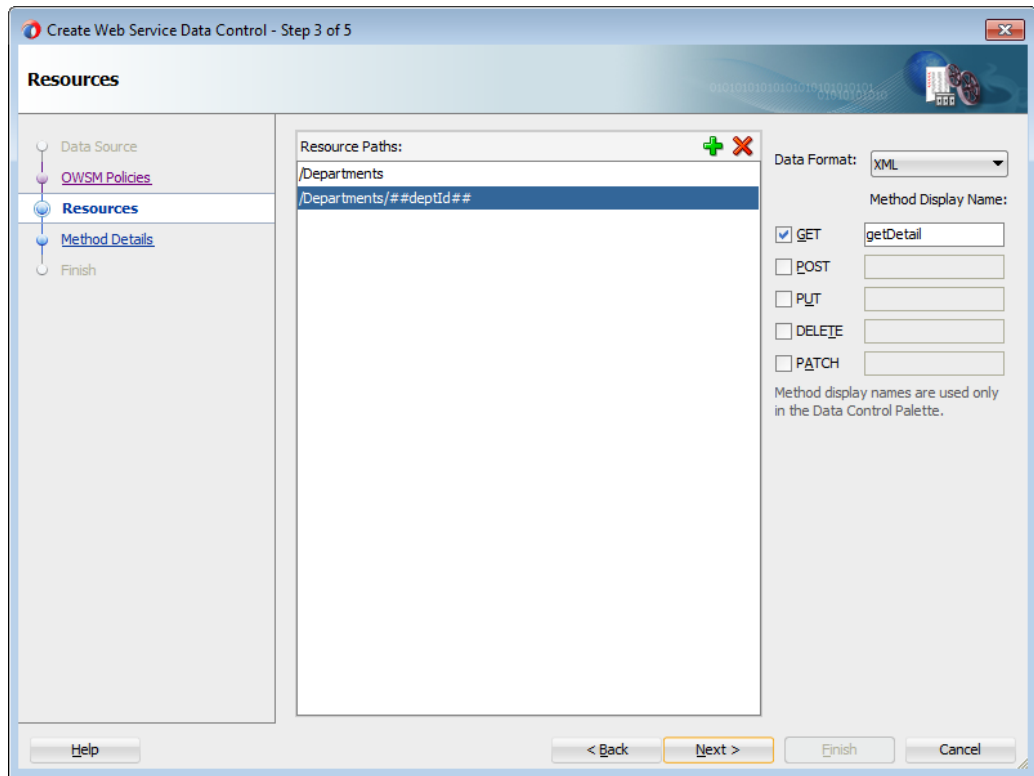 Create Web Service Data Control - Step 3 of 5
Resources
Data Source
OWSM Policies
Resources
Method Details
Finish
Resource Paths:
/Departments
/Departments/##deptId##
Data Format: XML
Method Display Name:
GET getDetail
POST
PUT
DELETE
PATCH
Method display names are used only
in the Data Control Palette.
Help
< Back
Next >
Finish
Cancel